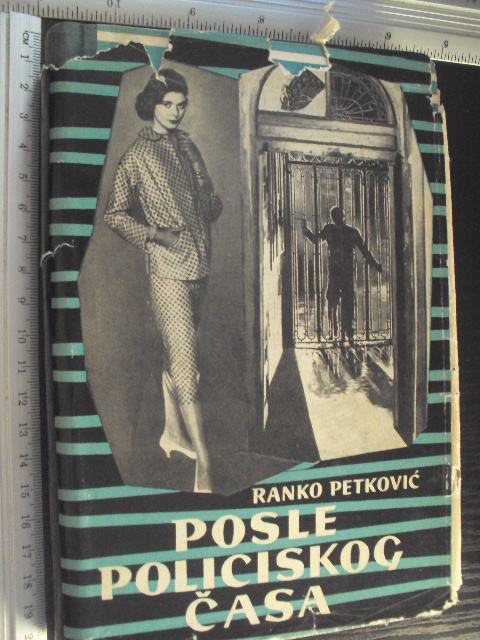 RANKO PETKOVIĆ
POSLE
POLICISKOG
ČASA